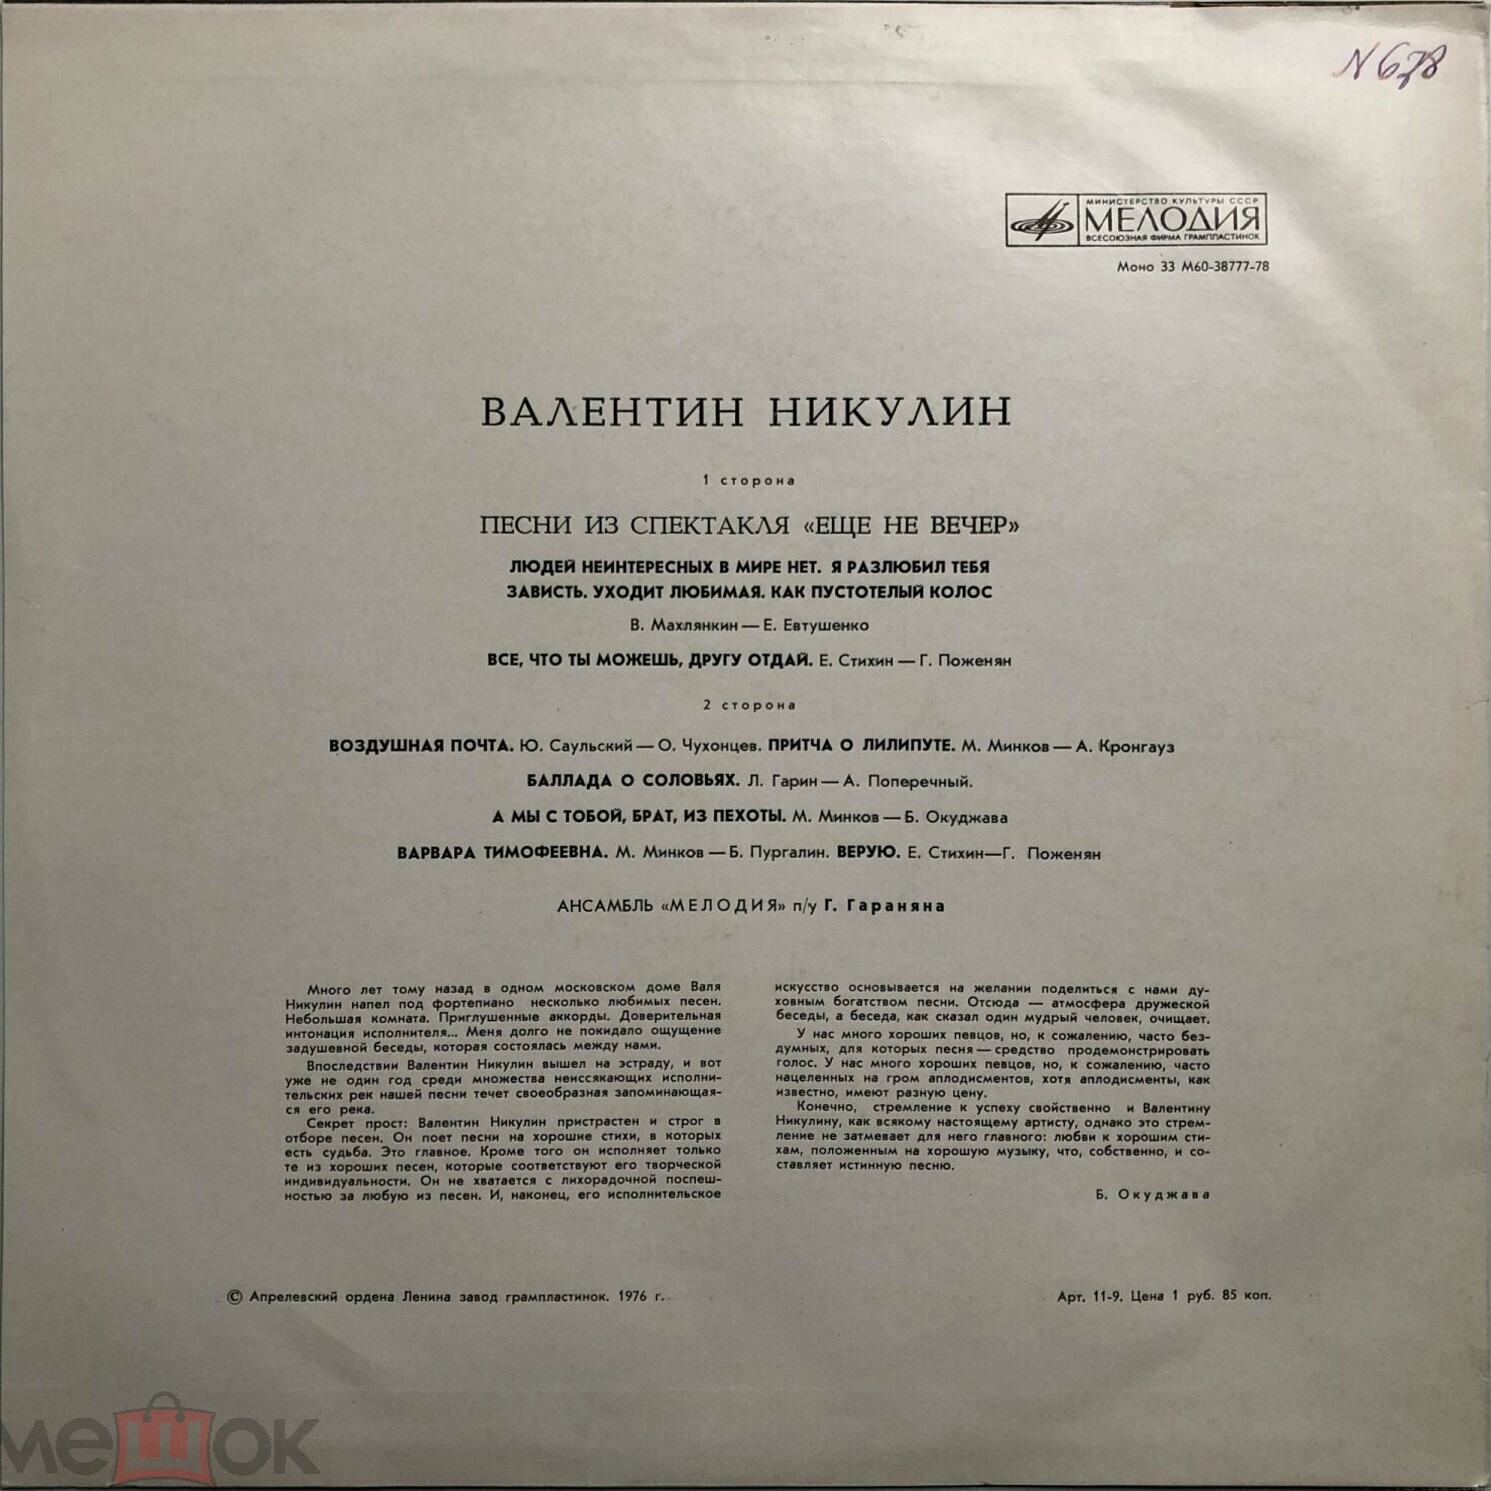 N 678
МИНИСТЕРСТВО КУЛЬТУРЫ СССР
МЕЛОДИЯ
ВСЕСОЮЗНАЯ ФИРМА ГРАМПЛАСТИНОК
Моно 33 М60-38777-78
ВАЛЕНТИН НИКУЛИН
1 сторона
ПЕСНИ ИЗ СПЕКТАКЛЯ «ЕЩЕ НЕ ВЕЧЕР»
ЛЮДЕЙ НЕИНТЕРЕСНЫХ В МИРЕ НЕТ. Я РАЗЛЮБИЛ ТЕБЯ
ЗАВИСТЬ. УХОДИТ ЛЮБИМАЯ. КАК ПУСТОТЕЛЫЙ КОЛОС
В. Махлянкин — Е. Евтушенко
ВСЕ, ЧТО ТЫ МОЖЕШЬ, ДРУГУ ОТДАЙ. Е. Стихин — Г. Поженян
2 сторона
ВОЗДУШНАЯ ПОЧТА. Ю. Саульский — О. Чухонцев. ПРИТЧА О ЛИЛИПУТЕ. М. Минков — А. Кронгауз
БАЛЛАДА О СОЛОВЬЯХ. Л. Гарин — А. Поперечный.
А МЫ С ТОБОЙ, БРАТ, ИЗ ПЕХОТЫ. М. Минков — Б. Окуджава
ВАРВАРА ТИМОФЕЕВНА. М. Минков — Б. Пургалин. ВЕРУЮ. Е. Стихин—Г. Поженян
АНСАМБЛЬ «МЕЛОДИЯ» п/у Г. Гараняна
Много лет тому назад в одном московском доме Валя
Никулин напел под фортепиано несколько любимых песен.
Небольшая комната. Приглушенные аккорды. Доверительная
интонация исполнителя... Меня долго не покидало ощущение
задушевной беседы, которая состоялась между нами.
Впоследствии Валентин Никулин вышел на эстраду, и вот
уже не один год среди множества неиссякающих исполни-
тельских рек нашей песни течет своеобразная запоминающая-
ся его река.
Секрет прост: Валентин Никулин пристрастен и строг в
отборе песен. Он поет песни на хорошие стихи, в которых
есть судьба. Это главное. Кроме того он исполняет только
те из хороших песен, которые соответствуют его творческой
индивидуальности. Он не хватается с лихорадочной поспеш-
ностью за любую из песен. И, наконец, его исполнительское
искусство основывается на желании поделиться с нами ду-
ховным богатством песни. Отсюда — атмосфера дружеской
беседы, а беседа, как сказал один мудрый человек, очищает.
У нас много хороших певцов, но, к сожалению, часто без-
думных, для которых песня — средство продемонстрировать
голос. У нас много хороших певцов, но, к сожалению, часто
нацеленных на гром аплодисментов, хотя аплодисменты, как
известно, имеют разную цену.
Конечно, стремление к успеху свойственно и Валентину
Никулину, как всякому настоящему артисту, однако это стрем-
ление не затмевает для него главного: любви к хорошим сти-
хам, положенным на хорошую музыку, что, собственно, и со-
ставляет истинную песню.
Б. Окуджава
© Апрелевский ордена Ленина завод грампластинок. 1976 г.
Арт. 11-9. Цена 1 руб. 85 коп.
мешок